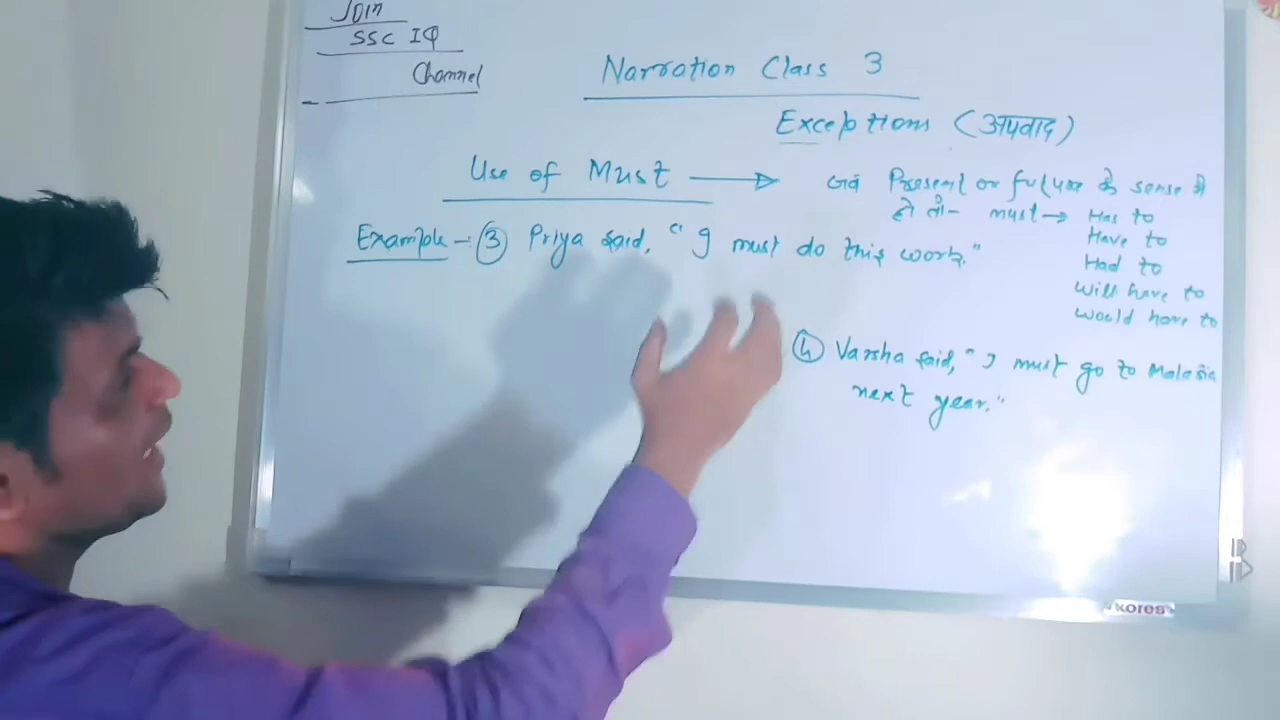 Join
SSC IQ
Channel
Narration Class 3
Exceptions (अपवाद)
Use of Must → जब Present or future के sense में
हो तो- must → Has to
Have to
Had to
will have to
would have to
Example -: ③ Priya said, "I must do this work."
④ Varsha said, "I must go to Malesia
next year."
kores